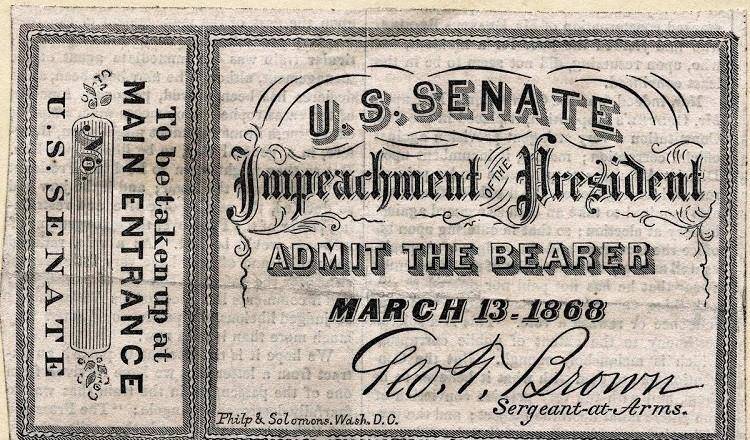 To be taken up at
MAIN ENTRANCE
No.
U.S. SENATE
U.S. SENATE
Impeachment OF THE President
ADMIT THE BEARER
MARCH 13-1868
Geo. T. Brown
Sergeant-at-Arms.
Philp & Solomons. Wash. D.C.